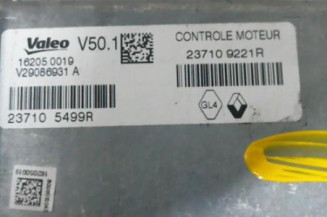 Valeo V50.1
CONTROLE MOTEUR
16205 0019
V29086931 A
23710 9221R
23710 5499R
GL4